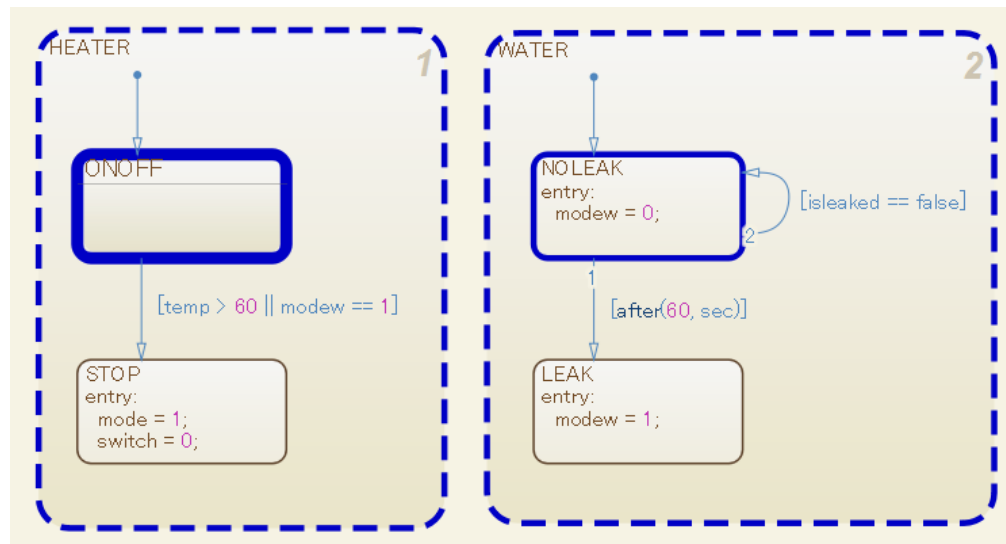 HEATER
1
ONOFF
[temp > 60 || modew == 1]
STOP
entry:
mode = 1;
switch = 0;
WATER
2
NOLEAK
entry:
modew = 0;
2
[isleaked == false]
1
[after(60, sec)]
LEAK
entry:
modew = 1;